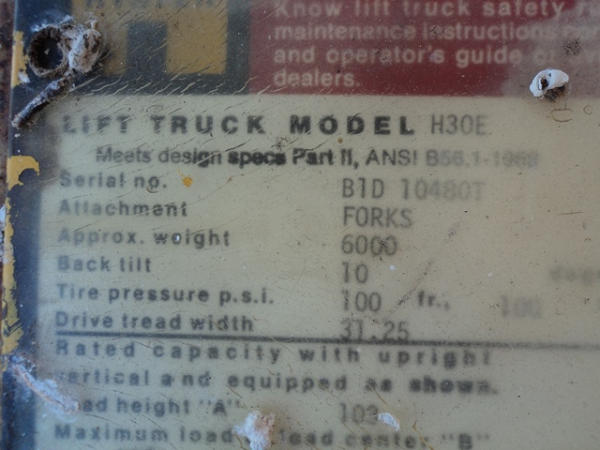 Know lift truck safety
maintenance instructions
and operator's guide
dealers.
LIFT TRUCK MODEL H30E
Meets design specs Part II, ANSI B56.1-1969
Serial no. B1D 10480T
Attachment FORKS
Approx. weight 6000
Back tilt 10
Tire pressure p.s.i. 100 fr., 100
Drive tread width 31.25
Rated capacity with upright
vertical and equipped as shown.
Load height "A"
Maximum load load center "B"